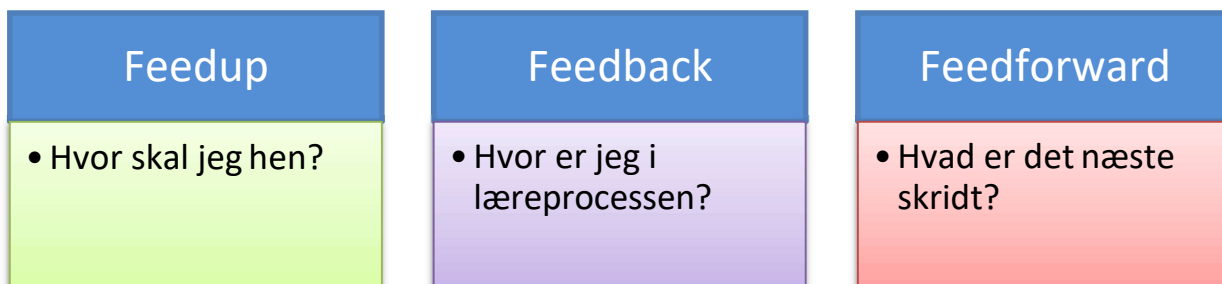 Feedup
• Hvor skal jeg hen?
Feedback
• Hvor er jeg i
læreprocessen?
Feedforward
• Hvad er det næste
skridt?